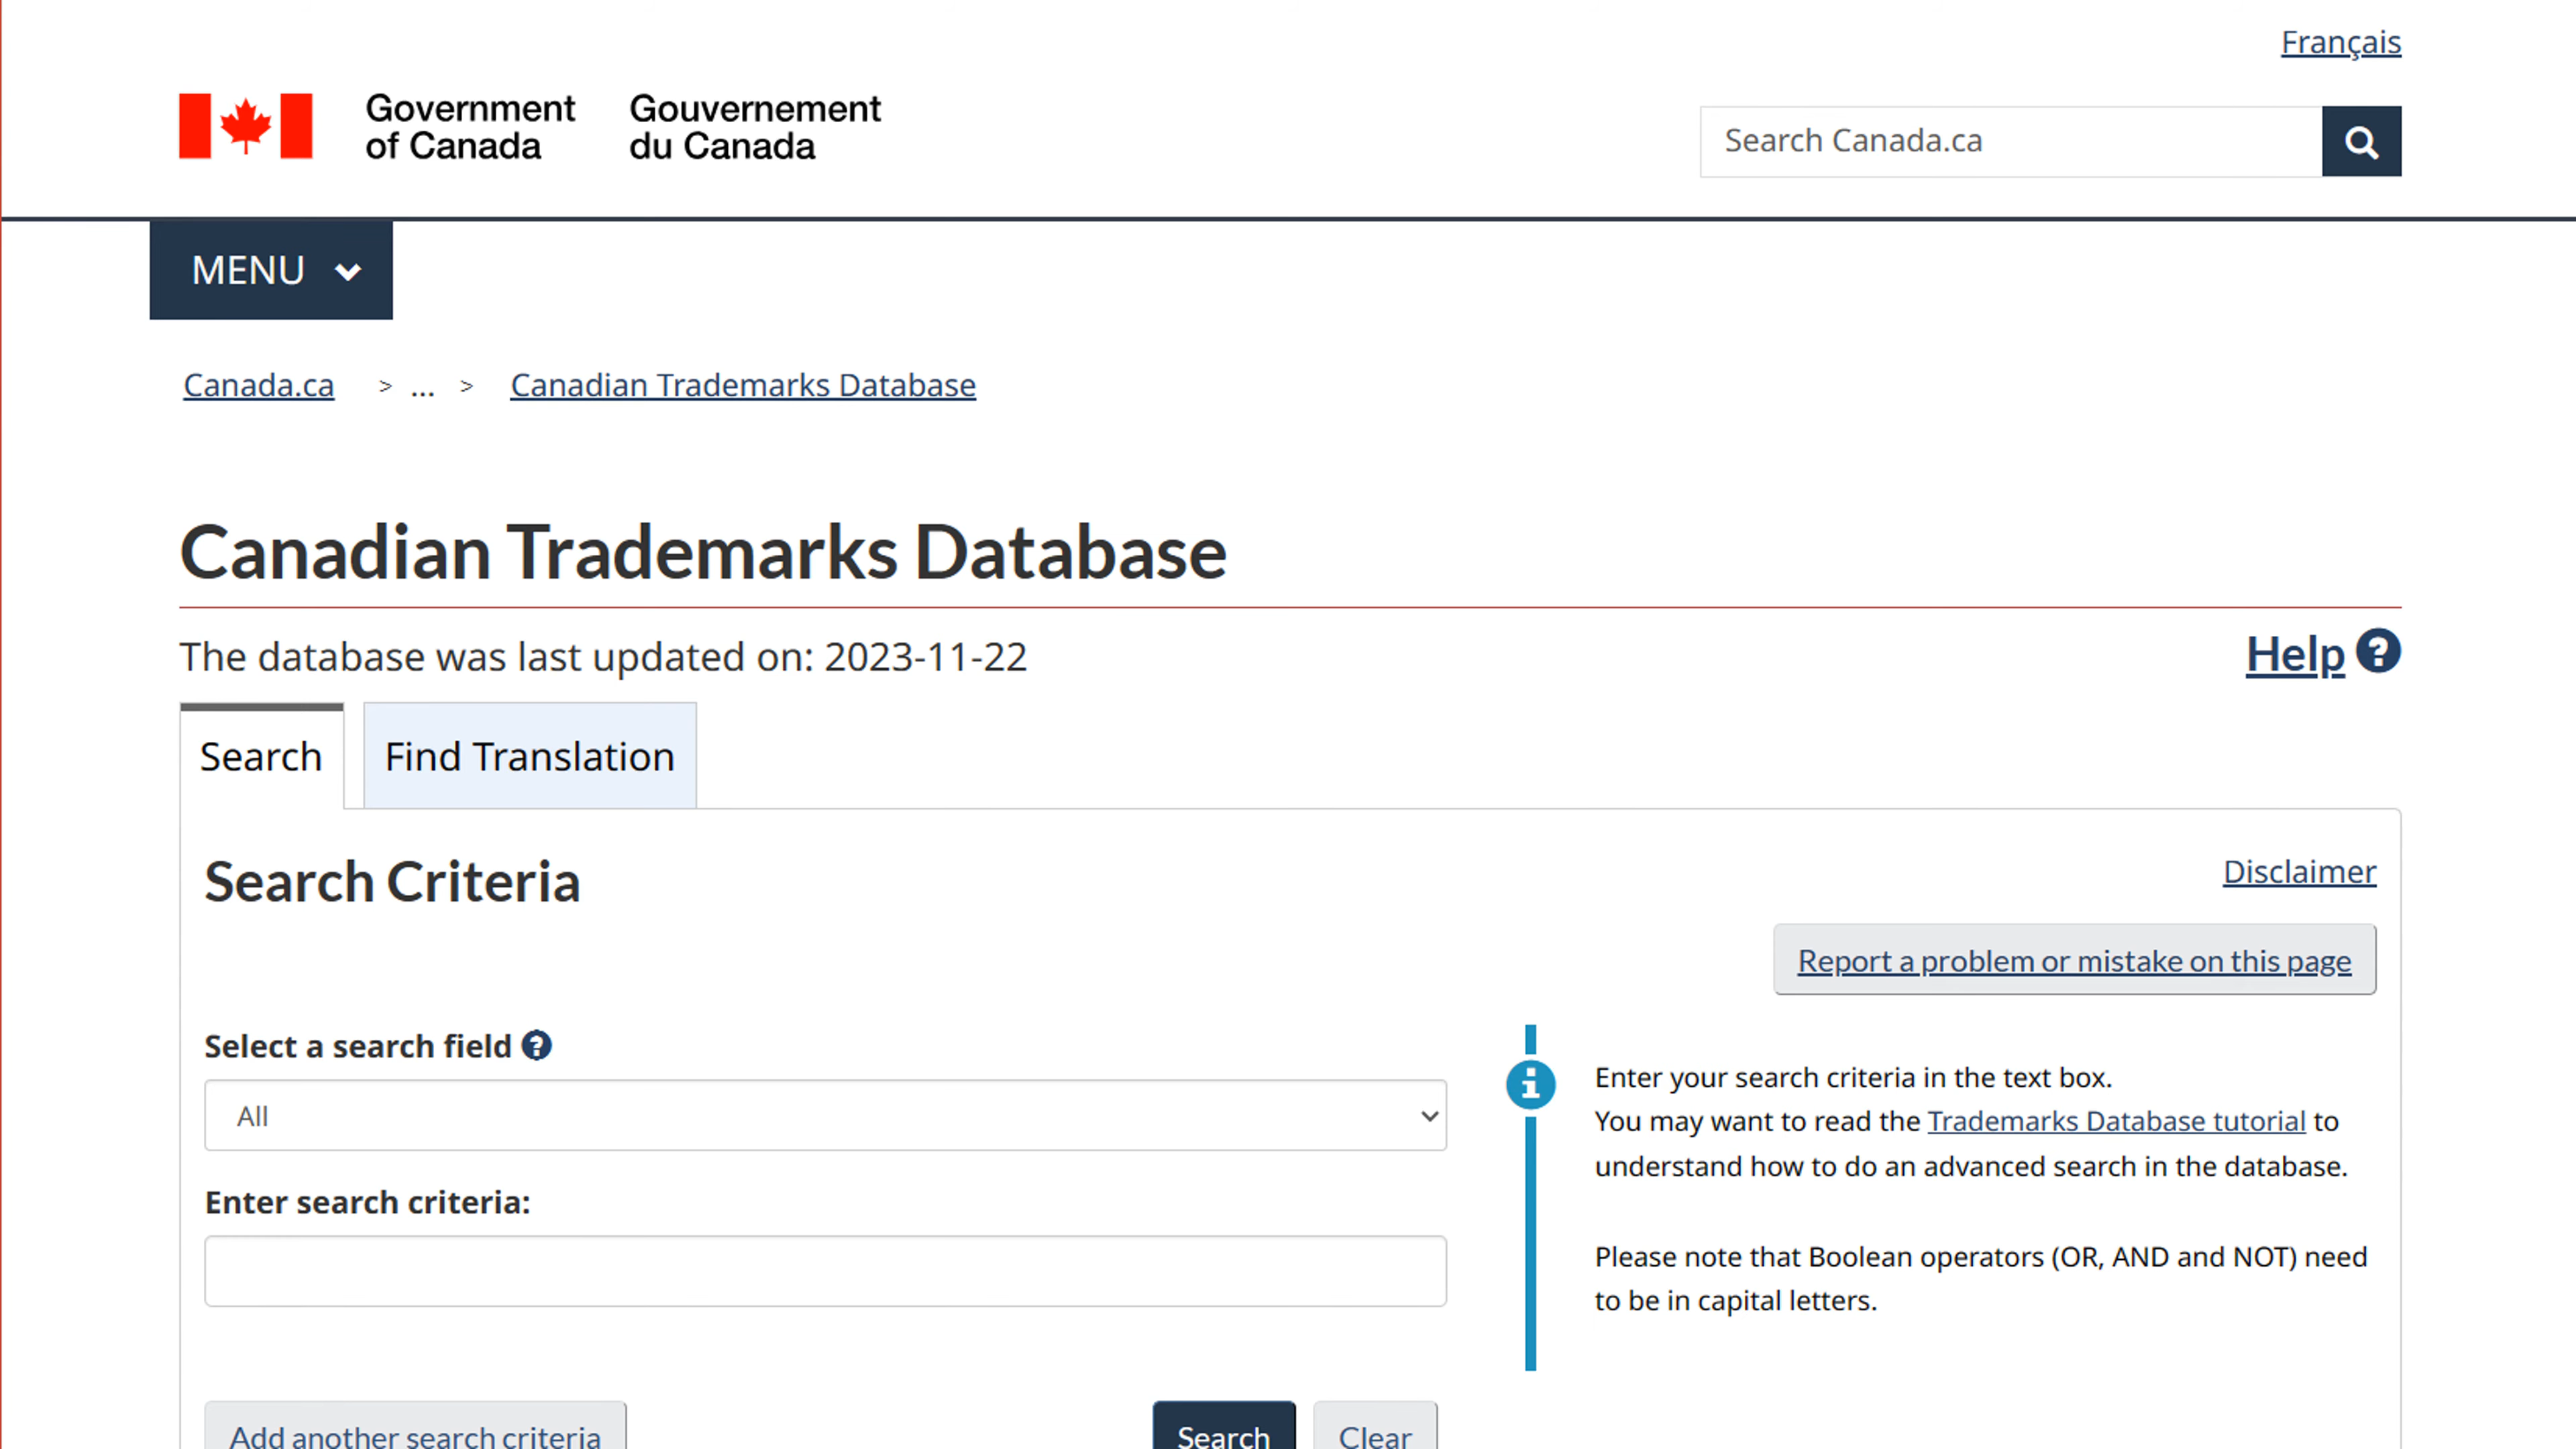 Français
Government
of Canada
Gouvernement
du Canada
Search Canada.ca
MENU
Canada.ca > ... > Canadian Trademarks Database
Canadian Trademarks Database
The database was last updated on: 2023-11-22
Help
Search
Find Translation
Search Criteria
Disclaimer
Report a problem or mistake on this page
Select a search field
All
Enter search criteria:
Enter your search criteria in the text box.
You may want to read the Trademarks Database tutorial to
understand how to do an advanced search in the database.
Please note that Boolean operators (OR, AND and NOT) need
to be in capital letters.
Add another search criteria
Search
Clear